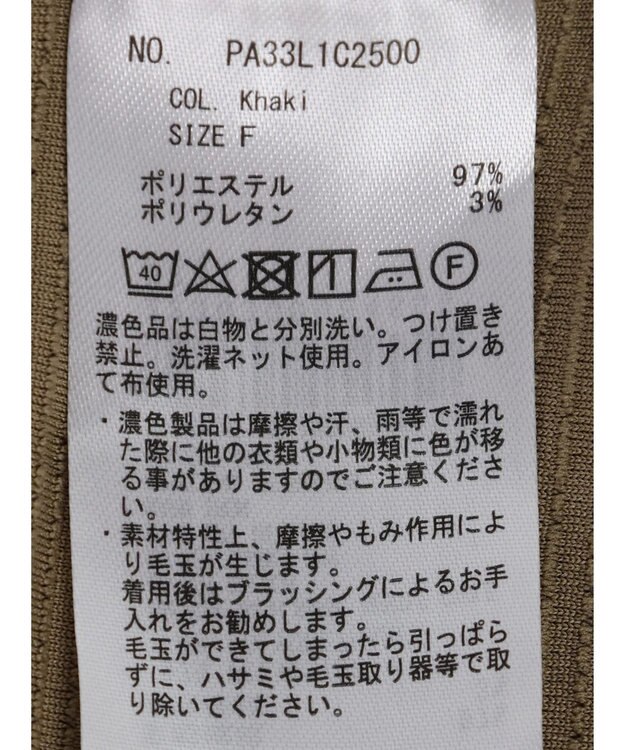 NO. PA33L1C2500
COL. Khaki
SIZE F
ポリエステル 97%
ポリウレタン 3%
40 F
濃色品は白物と分別洗い。つけ置き
禁止。洗濯ネット使用。アイロンあ
て布使用。
・濃色製品は摩擦や汗、雨等で濡れ
た際に他の衣類や小物類に色が移
る事がありますのでご注意くださ
い。
・素材特性上、摩擦やもみ作用によ
り毛玉が生じます。
着用後はブラッシングによるお手
入れをお勧めします。
毛玉ができてしまったら引っぱら
ずに、ハサミや毛玉取り器等で取
り除いてください。